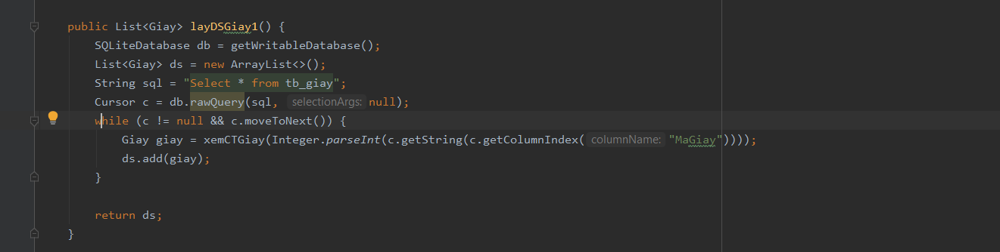 public List<Giay> layDSGiay1() {
SQLiteDatabase db = getWritableDatabase();
List<Giay> ds = new ArrayList<>();
String sql = "Select * from tb_giay";
Cursor c = db.rawQuery(sql, selectionArgs: null);
while (c != null && c.moveToNext()) {
Giay giay = xemCTGiay(Integer.parseInt(c.getString(c.getColumnIndex( columnName: "MaGiay"))));
ds.add(giay);
}
return ds;
}